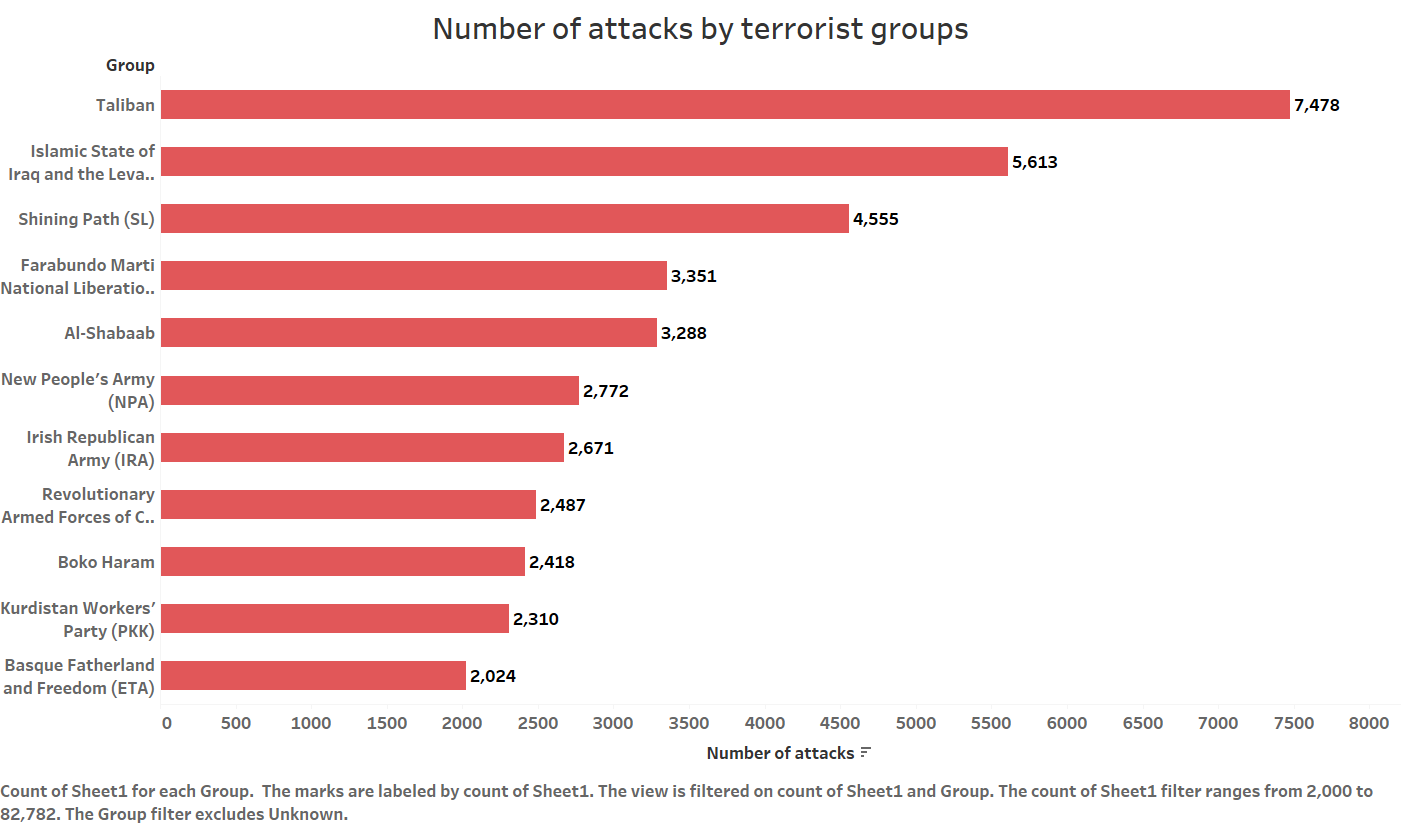 Number of attacks by terrorist groups
Group
Taliban
7,478
Islamic State of
Iraq and the Leva..
5,613
Shining Path (SL)
4,555
Farabundo Marti
National Liberatio..
3,351
Al-Shabaab
3,288
New People's Army
(NPA)
2,772
Irish Republican
Army (IRA)
2,671
Revolutionary
Armed Forces of C..
2,487
Boko Haram
2,418
Kurdistan Workers'
Party (PKK)
2,310
Basque Fatherland
and Freedom (ETA)
2,024
0 500 1000 1500 2000 2500 3000 3500 4000 4500 5000 5500 6000 6500 7000 7500 8000
Number of attacks
Count of Sheet1 for each Group.  The marks are labeled by count of Sheet1. The view is filtered on count of Sheet1 and Group. The count of Sheet1 filter ranges from 2,000 to
82,782. The Group filter excludes Unknown.